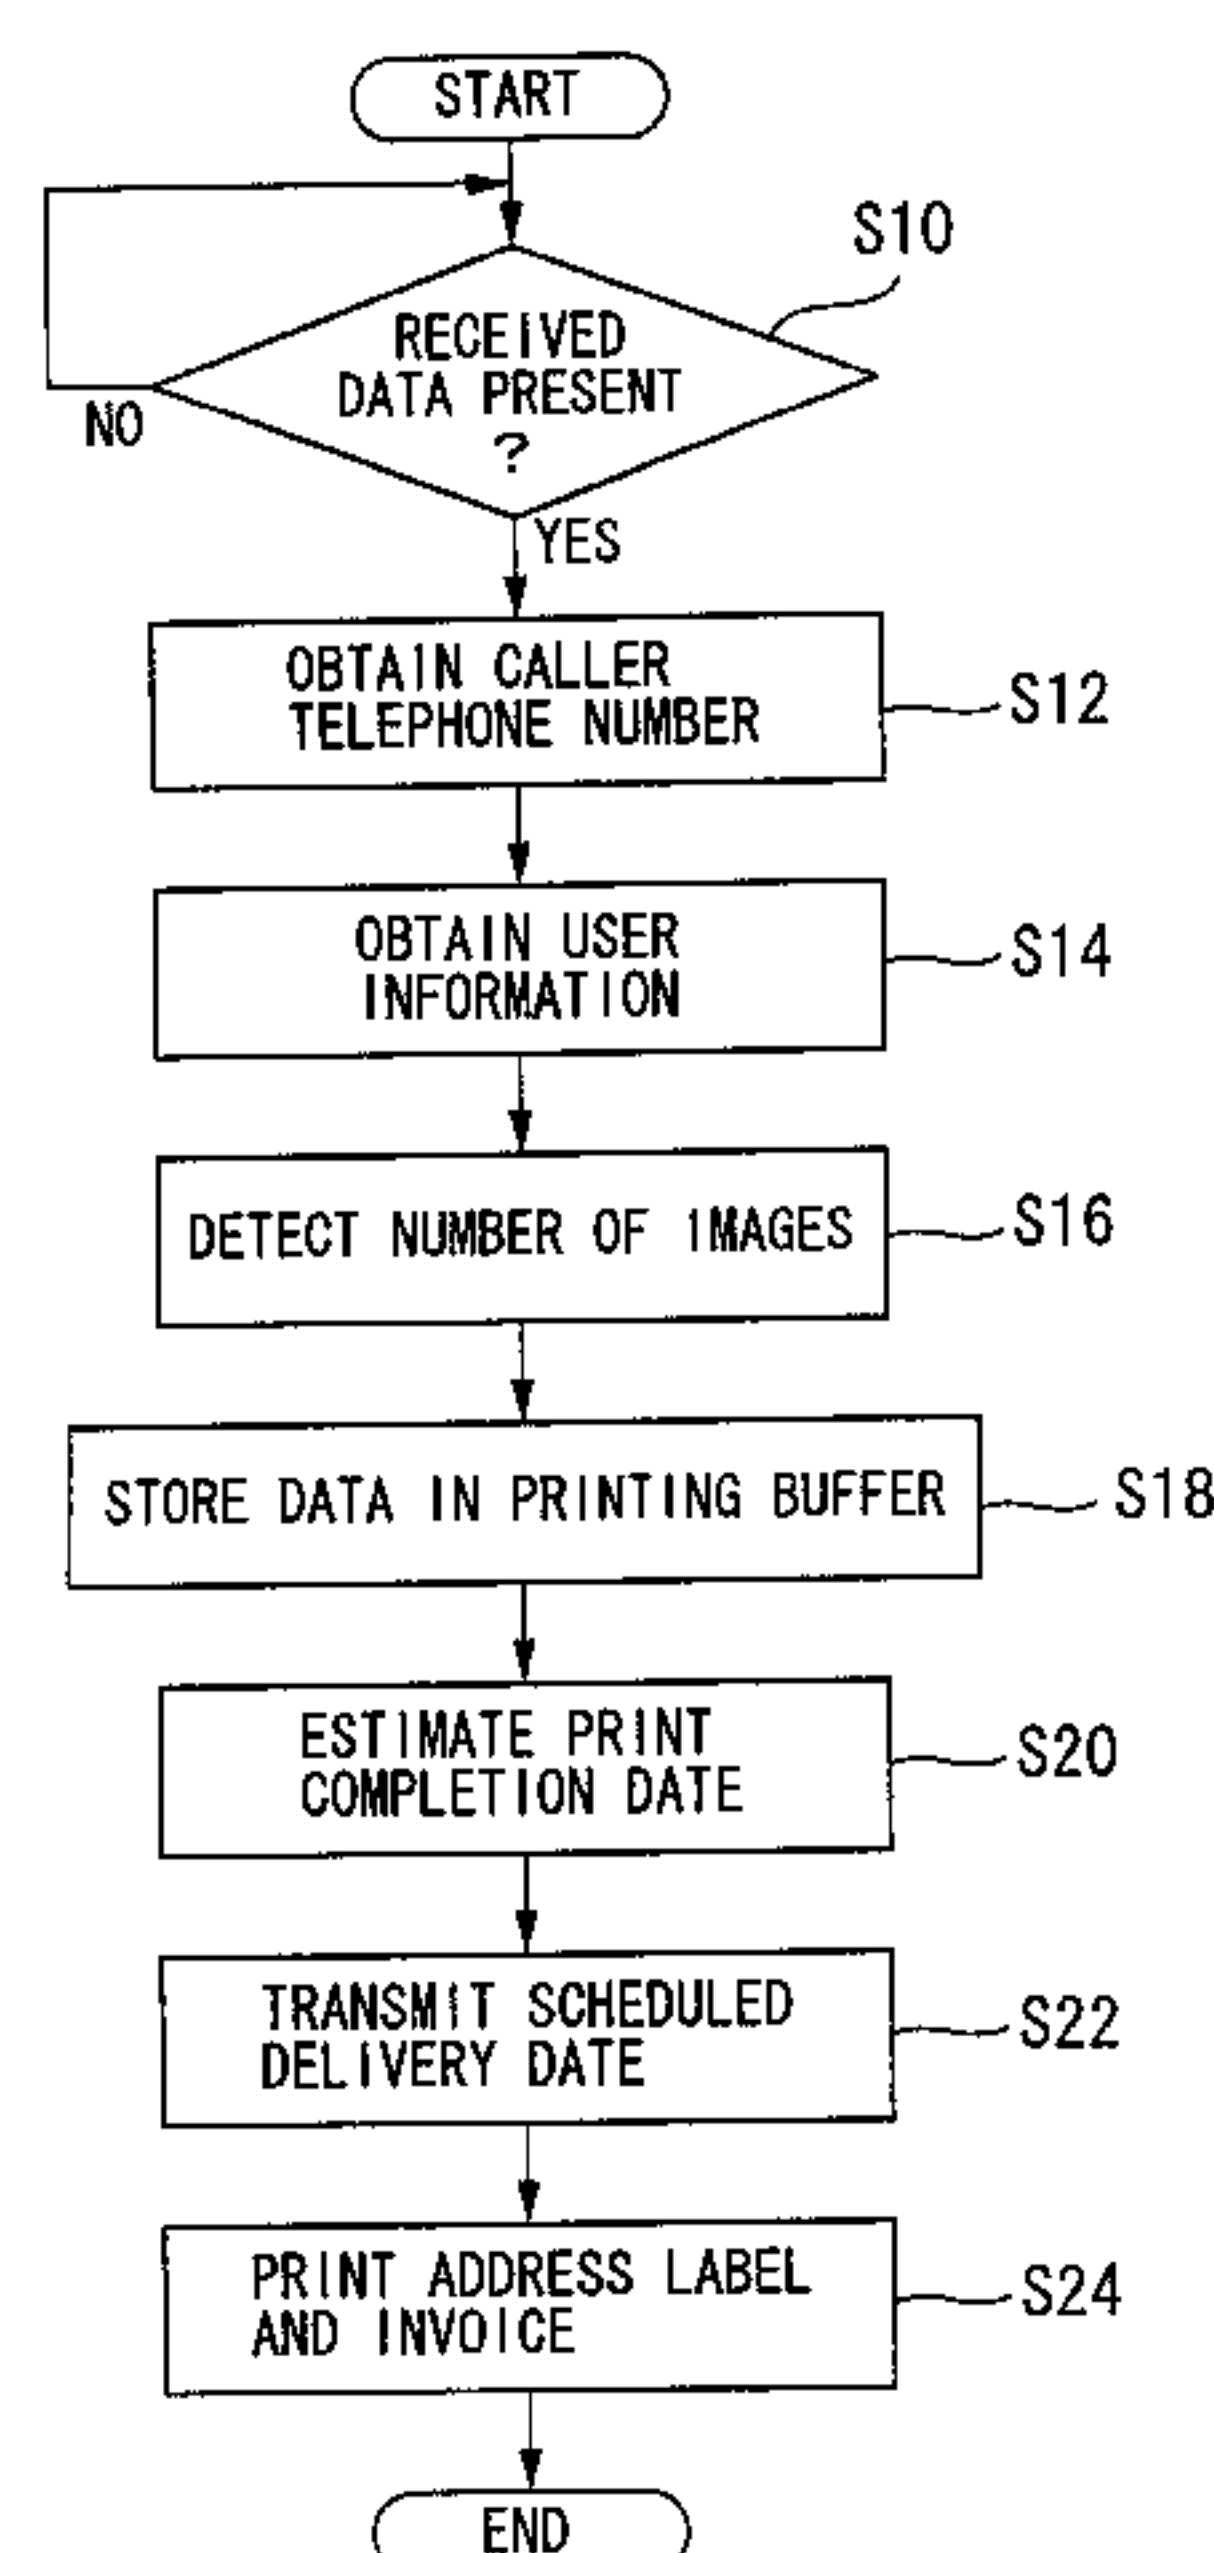 START
S10
RECEIVED
DATA PRESENT
?
NO
YES
OBTAIN CALLER
TELEPHONE NUMBER
S12
OBTAIN USER
INFORMATION
S14
DETECT NUMBER OF IMAGES
S16
STORE DATA IN PRINTING BUFFER
S18
ESTIMATE PRINT
COMPLETION DATE
S20
TRANSMIT SCHEDULED
DELIVERY DATE
S22
PRINT ADDRESS LABEL
AND INVOICE
S24
END